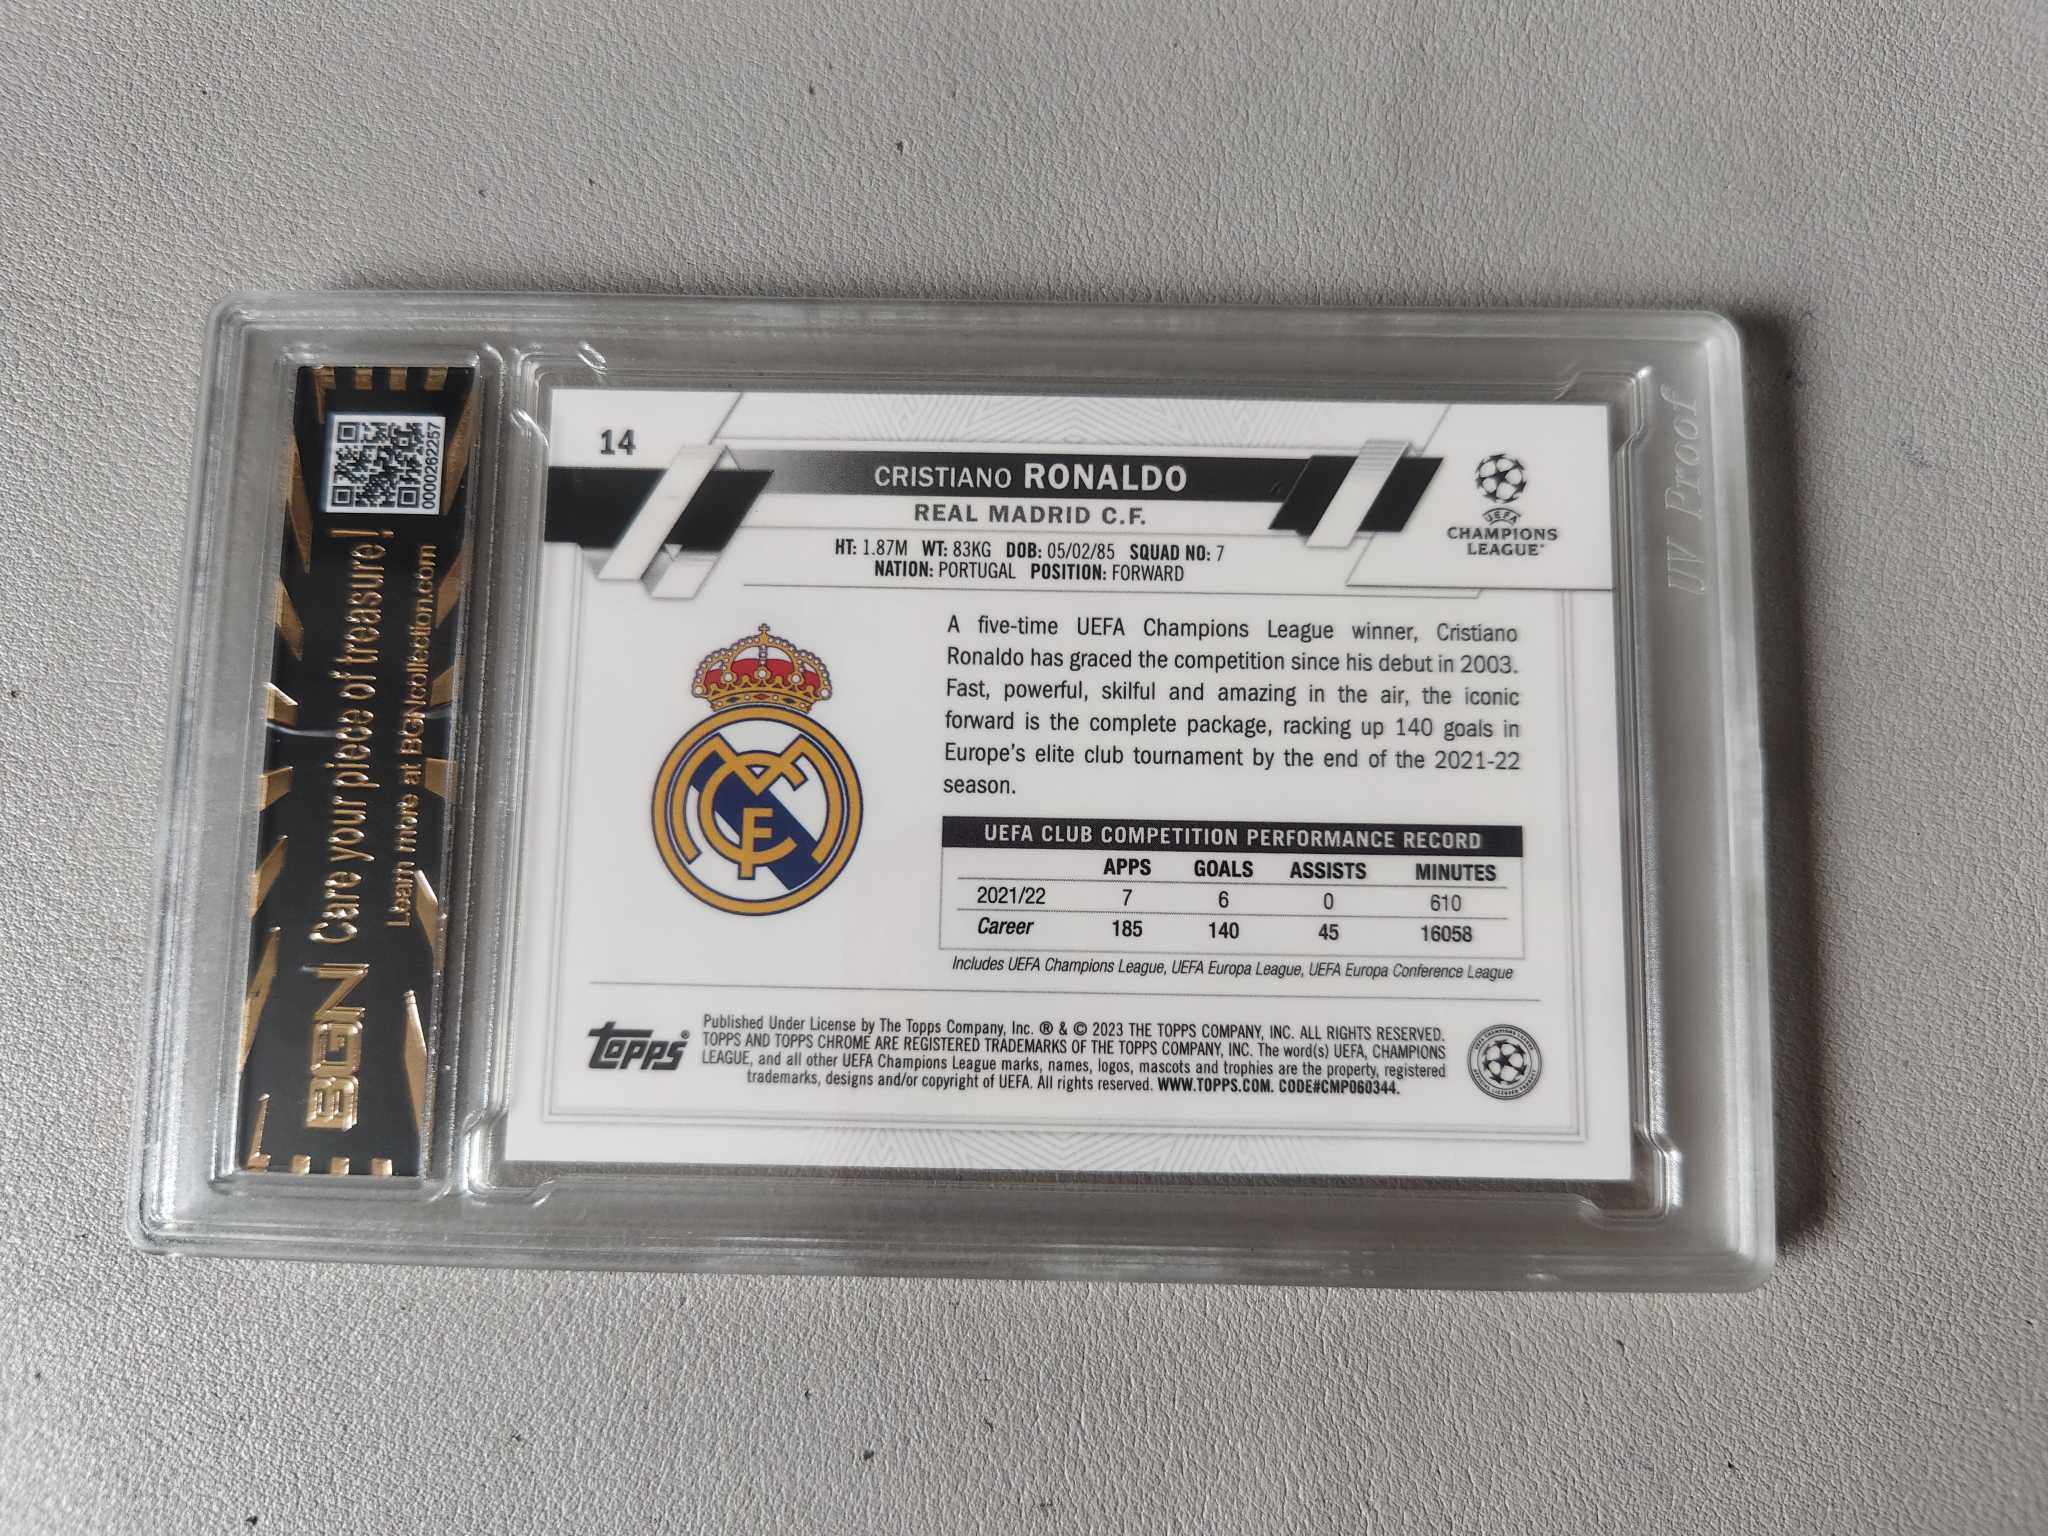 BGN Care your piece of treasure!
Learn more at BGNcollection.com
0000262257
14
CRISTIANO RONALDO
REAL MADRID C.F.
HT: 1.87M WT: 83KG DOB: 05/02/85 SQUAD NO: 7
NATION: PORTUGAL POSITION: FORWARD
UEFA
CHAMPIONS
LEAGUE
A five-time UEFA Champions League winner, Cristiano
Ronaldo has graced the competition since his debut in 2003.
Fast, powerful, skilful and amazing in the air, the iconic
forward is the complete package, racking up 140 goals in
Europe's elite club tournament by the end of the 2021-22
season.
UEFA CLUB COMPETITION PERFORMANCE RECORD
APPS GOALS ASSISTS MINUTES
2021/22 7 6 0 610
Career 185 140 45 16058
Includes UEFA Champions League, UEFA Europa League, UEFA Europa Conference League
Topps®
Published Under License by The Topps Company, Inc. ® & © 2023 THE TOPPS COMPANY, INC. ALL RIGHTS RESERVED.
TOPPS AND TOPPS CHROME ARE REGISTERED TRADEMARKS OF THE TOPPS COMPANY, INC. The word(s) UEFA, CHAMPIONS
LEAGUE, and all other UEFA Champions League marks, names, logos, mascots and trophies are the property, registered
trademarks, designs and/or copyright of UEFA. All rights reserved. WWW.TOPPS.COM. CODE#CMP060344.
UV Proof